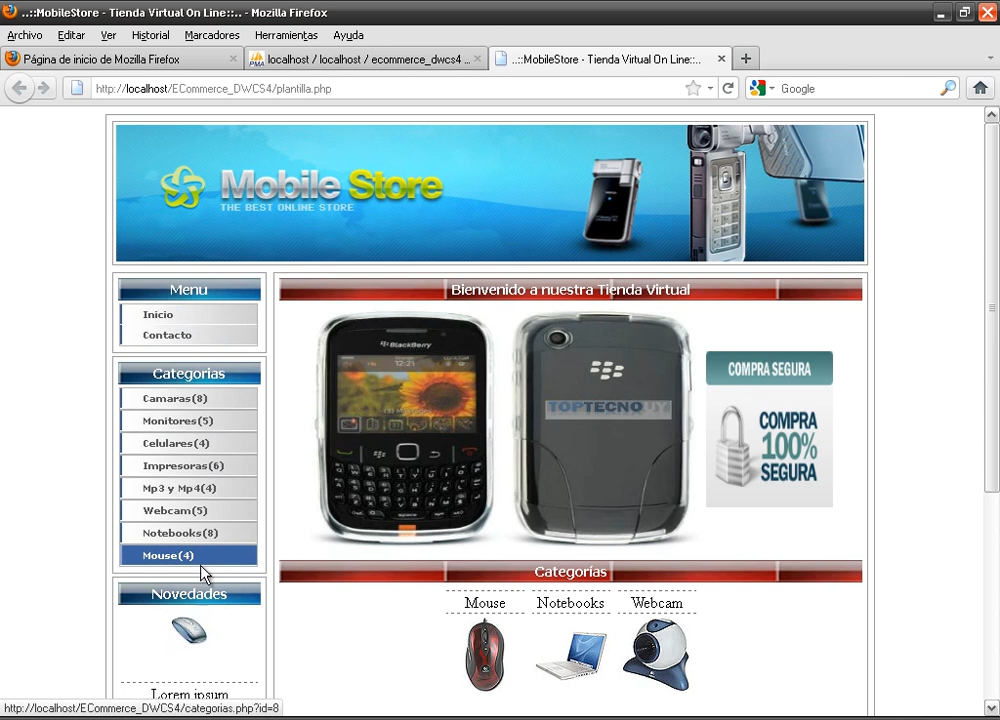 ..::MobileStore - Tienda Virtual On Line::.. - Mozilla Firefox
Archivo Editar Ver Historial Marcadores Herramientas Ayuda
Página de inicio de Mozilla Firefox
localhost / localhost / ecommerce_dwcs4 ...
..::MobileStore - Tienda Virtual On Line::..
http://localhost/ECommerce_DWCS4/plantilla.php
Google
Mobile Store
THE BEST ONLINE STORE
Menu
Inicio
Contacto
Categorias
Camaras(8)
Monitores(5)
Celulares(4)
Impresoras(6)
Mp3 y Mp4(4)
Webcam(5)
Notebooks(8)
Mouse(4)
Novedades
Lorem ipsum
Bienvenido a nuestra Tienda Virtual
BlackBerry
12:21
TOPTECNOUY
COMPRA SEGURA
COMPRA
100%
SEGURA
Categorías
Mouse Notebooks Webcam
http://localhost/ECommerce_DWCS4/categorias.php?id=8